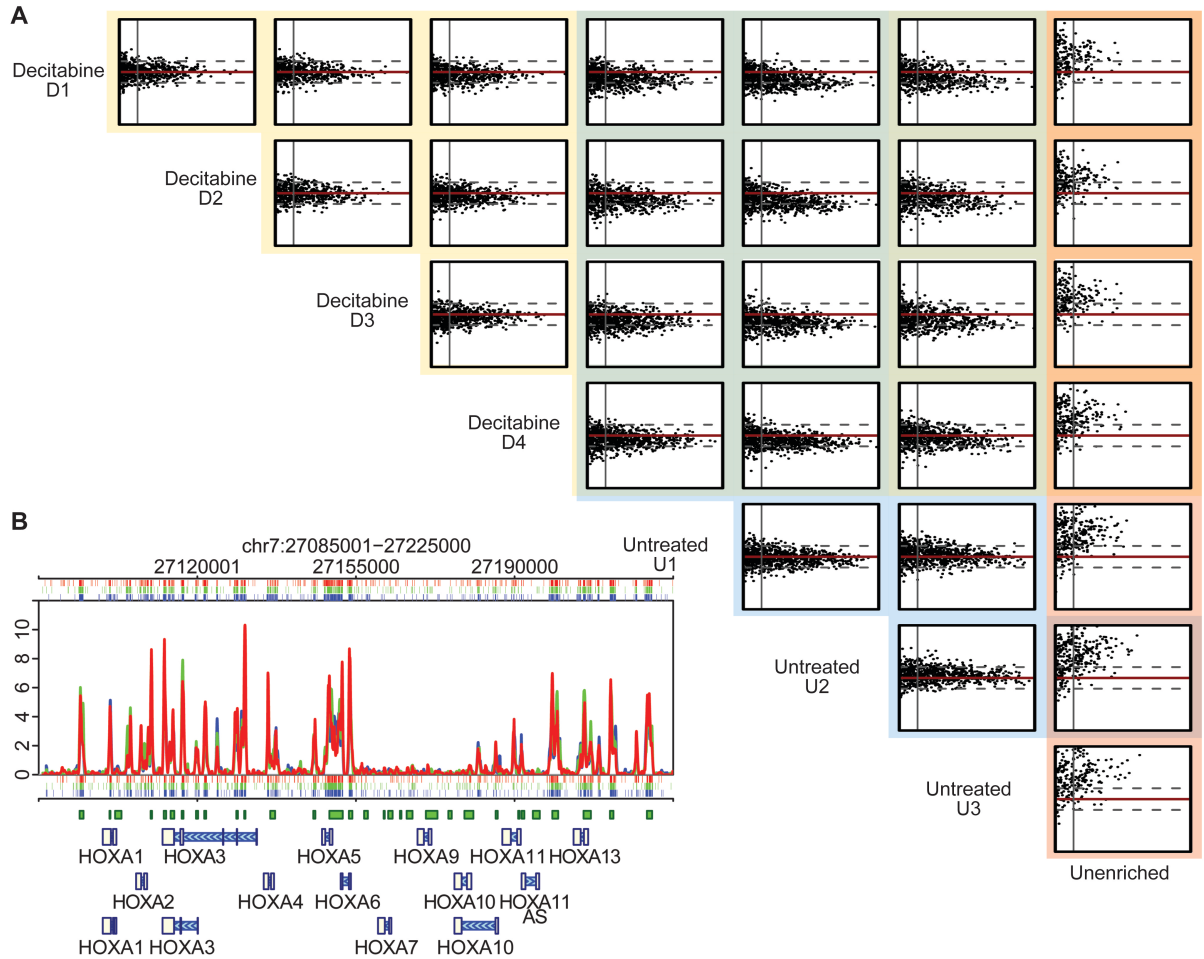 A
Decitabine
D1
Decitabine
D2
Decitabine
D3
Decitabine
D4
B
chr7:27085001−27225000
Untreated
U1
27120001
27155000
27190000
10
8
6
4
2
0
Untreated
U2
Untreated
U3
Unenriched
HOXA1
HOXA3
HOXA5
HOXA9
HOXA11
HOXA13
HOXA2
HOXA4
HOXA6
HOXA10
HOXA11
AS
HOXA1
HOXA3
HOXA7
HOXA10